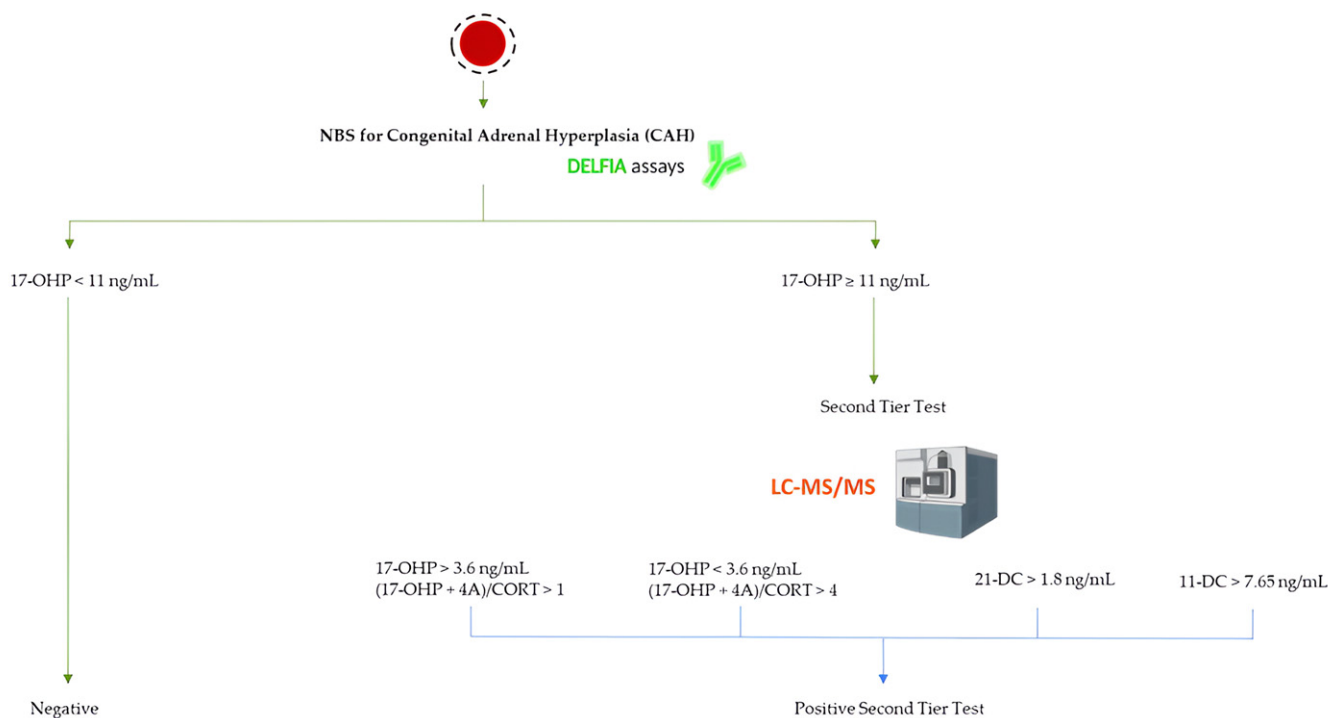 NBS for Congenital Adrenal Hyperplasia (CAH)
DELFIA assays
17-OHP < 11 ng/mL
17-OHP ≥ 11 ng/mL
Second Tier Test
LC-MS/MS
17-OHP > 3.6 ng/mL
(17-OHP + 4A)/CORT > 1
17-OHP < 3.6 ng/mL
(17-OHP + 4A)/CORT > 4
21-DC > 1.8 ng/mL
11-DC > 7.65 ng/mL
Negative
Positive Second Tier Test